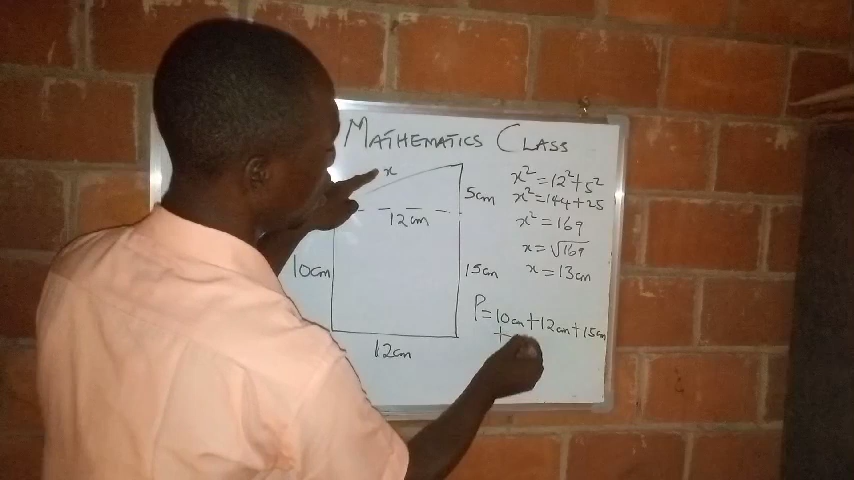 MATHEMATICS CLASS
x
5cm
12cm
10cm
15cm
12cm
x² = 12² + 5²
x² = 144 + 25
x² = 169
x = √169
x = 13cm
P = 10cm + 12cm + 15cm
+